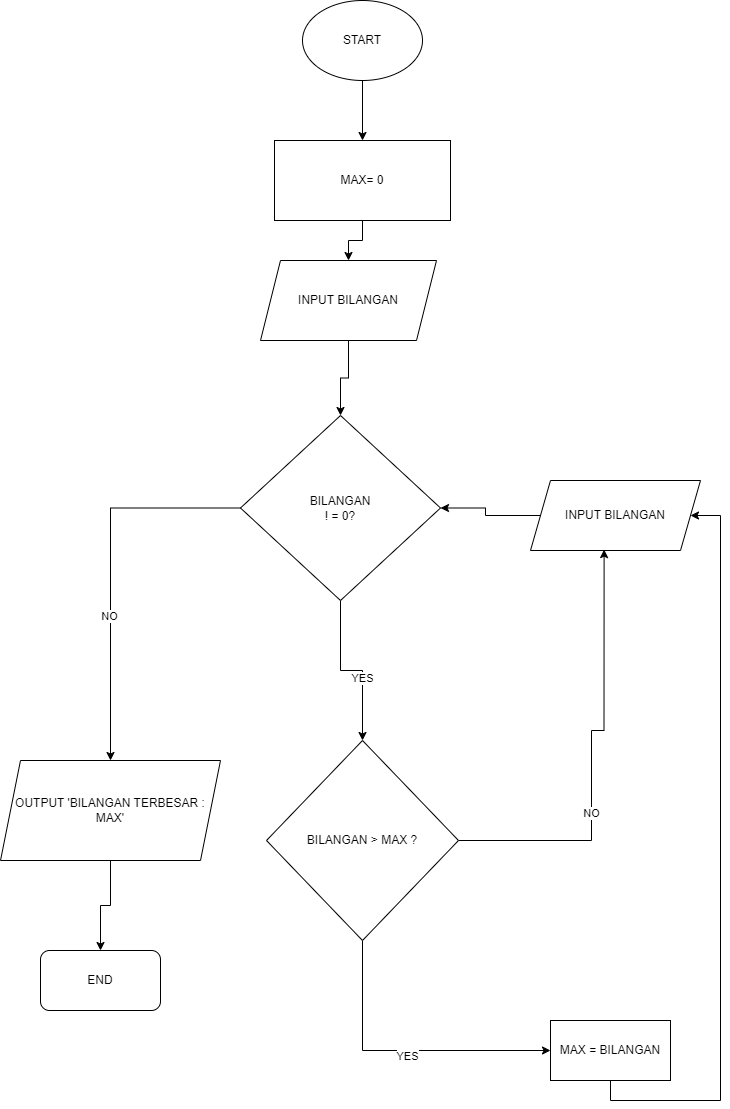 START
MAX= 0
INPUT BILANGAN
BILANGAN
! = 0?
INPUT BILANGAN
NO
YES
OUTPUT 'BILANGAN TERBESAR :
MAX'
BILANGAN > MAX ?
NO
END
YES
MAX = BILANGAN